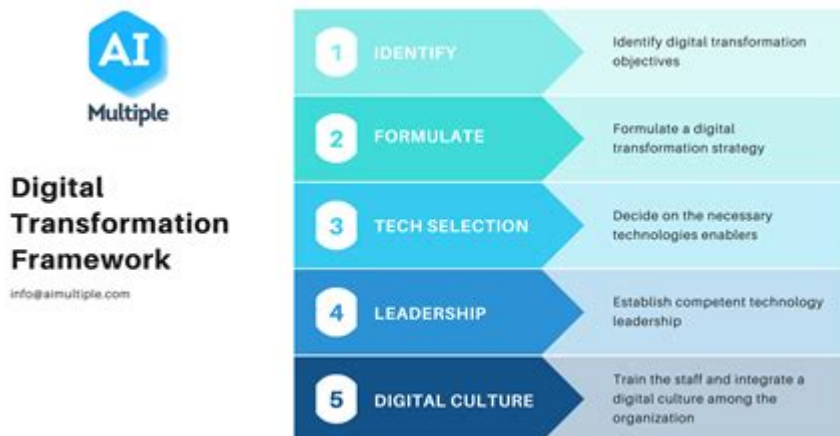 AI
Multiple
Digital
Transformation
Framework
info@aimultiple.com
1 IDENTIFY
Identify digital transformation
objectives
2 FORMULATE
Formulate a digital
transformation strategy
3 TECH SELECTION
Decide on the necessary
technologies enablers
4 LEADERSHIP
Establish competent technology
leadership
5 DIGITAL CULTURE
Train the staff and integrate a
digital culture among the
organization